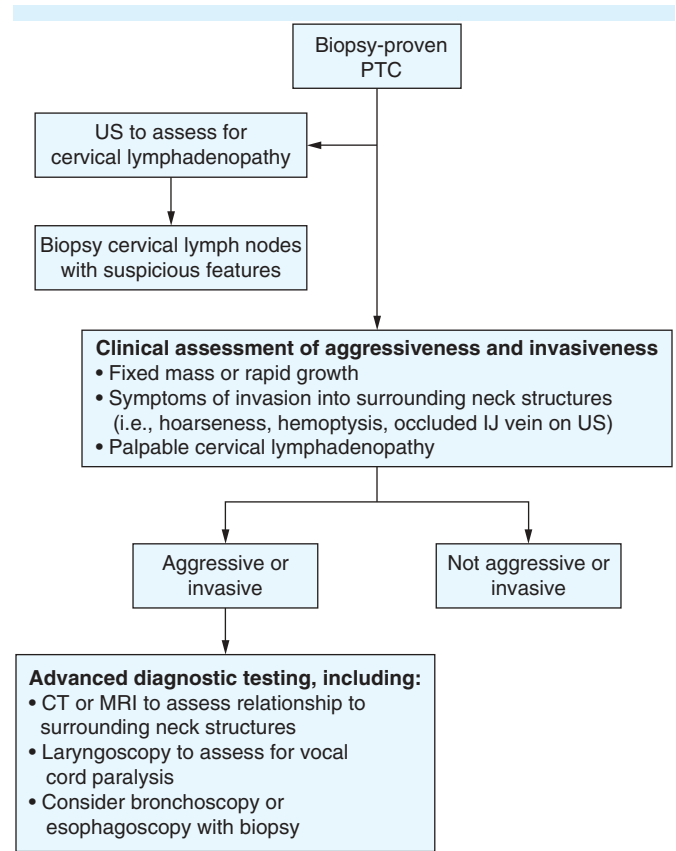 Biopsy-proven
PTC
US to assess for
cervical lymphadenopathy
Biopsy cervical lymph nodes
with suspicious features
Clinical assessment of aggressiveness and invasiveness
• Fixed mass or rapid growth
• Symptoms of invasion into surrounding neck structures
(i.e., hoarseness, hemoptysis, occluded IJ vein on US)
• Palpable cervical lymphadenopathy
Aggressive or
invasive
Not aggressive or
invasive
Advanced diagnostic testing, including:
• CT or MRI to assess relationship to
surrounding neck structures
• Laryngoscopy to assess for vocal
cord paralysis
• Consider bronchoscopy or
esophagoscopy with biopsy